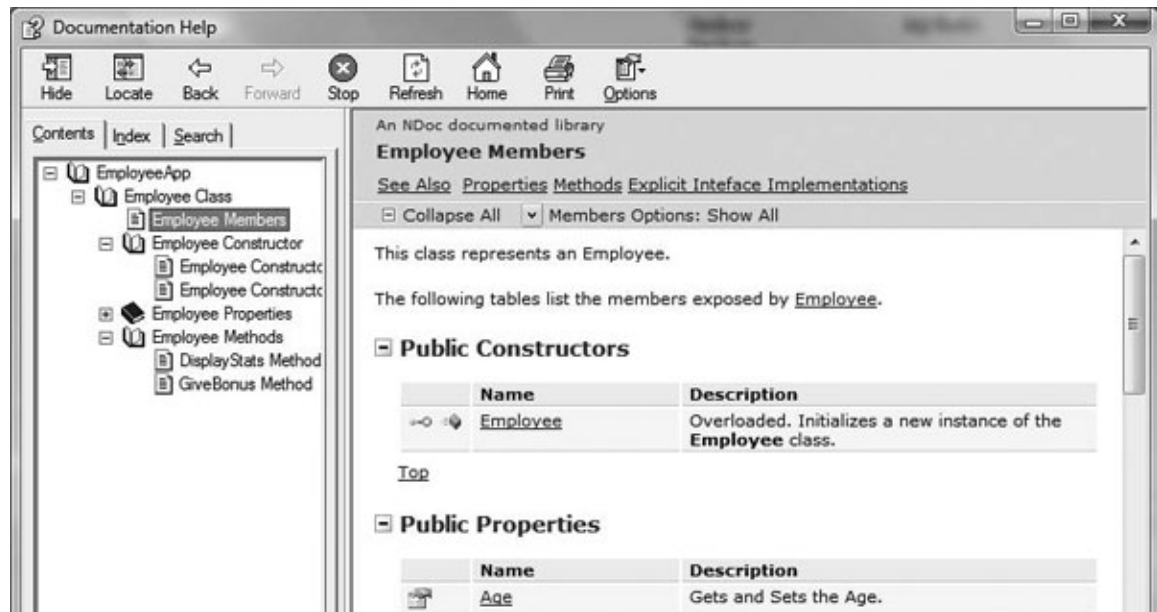 Documentation Help
Hide Locate Back Forward Stop Refresh Home Print Options
Contents Index Search
EmployeeApp
Employee Class
Employee Members
Employee Constructor
Employee Constructo
Employee Constructo
Employee Properties
Employee Methods
DisplayStats Method
GiveBonus Method
An NDoc documented library
Employee Members
See Also Properties Methods Explicit Inteface Implementations
Collapse All Members Options: Show All
This class represents an Employee.
The following tables list the members exposed by Employee.
Public Constructors
Name Description
Employee Overloaded. Initializes a new instance of the
Employee class.
Top
Public Properties
Name Description
Age Gets and Sets the Age.